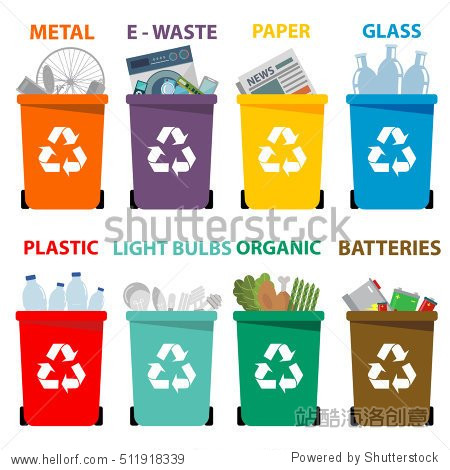 METAL E - WASTE PAPER GLASS
NEWS
shutterstock
PLASTIC LIGHT BULBS ORGANIC BATTERIES
站酷海洛创意
www.hellorf.com 511918339 Powered by Shutterstock